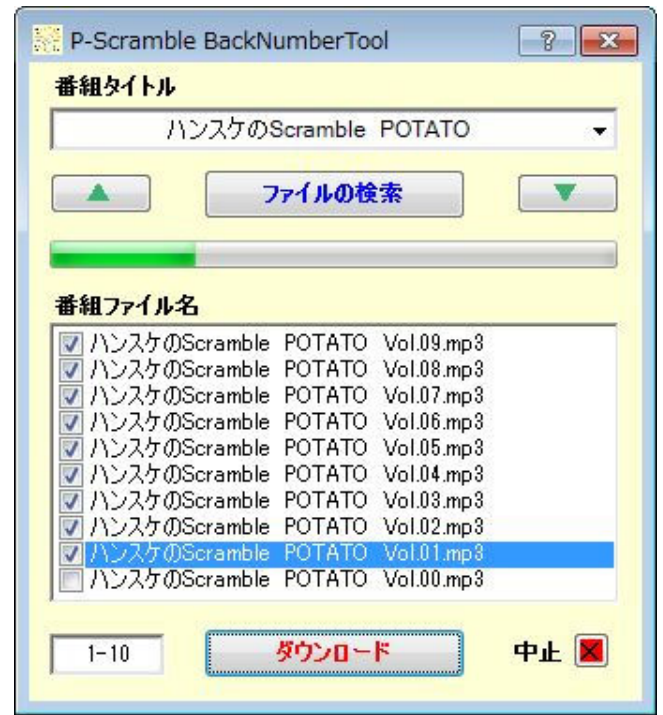 P-Scramble BackNumberTool
番組タイトル
ハンスケのScramble POTATO
ファイルの検索
番組ファイル名
ハンスケのScramble POTATO Vol.09.mp3
ハンスケのScramble POTATO Vol.08.mp3
ハンスケのScramble POTATO Vol.07.mp3
ハンスケのScramble POTATO Vol.06.mp3
ハンスケのScramble POTATO Vol.05.mp3
ハンスケのScramble POTATO Vol.04.mp3
ハンスケのScramble POTATO Vol.03.mp3
ハンスケのScramble POTATO Vol.02.mp3
ハンスケのScramble POTATO Vol.01.mp3
ハンスケのScramble POTATO Vol.00.mp3
1-10 ダウンロード 中止